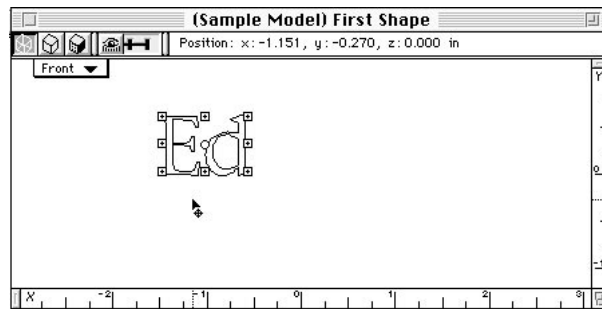 (Sample Model) First Shape
Position: x:-1.151, y:-0.270, z:0.000 in
Front
Ed
Y
0
-1
X -2 -1 0 1 2 3